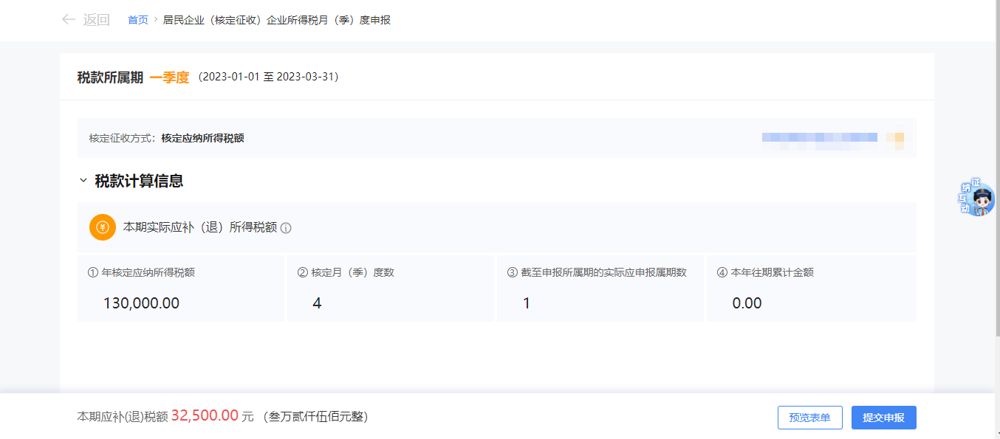 ← 返回 首页 > 居民企业（核定征收）企业所得税月（季）度申报
税款所属期 一季度 （2023-01-01 至 2023-03-31）
核定征收方式：核定应纳所得税额
税款计算信息
本期实际应补（退）所得税额
① 年核定应纳所得税额 ② 核定月（季）度数 ③ 截至申报所属期的实际应申报属期数 ④ 本年往期累计金额
130,000.00 4 1 0.00
征纳互动
本期应补(退)税额 32,500.00 元 （叁万贰仟伍佰元整） 预览表单 提交申报